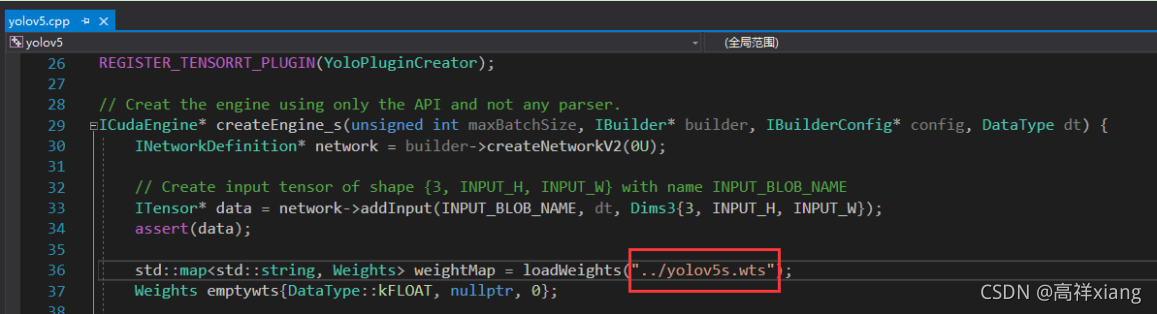 yolov5.cpp
yolov5 (全局范围)
26 REGISTER_TENSORRT_PLUGIN(YoloPluginCreator);
27
28 // Creat the engine using only the API and not any parser.
29 ICudaEngine* createEngine_s(unsigned int maxBatchSize, IBuilder* builder, IBuilderConfig* config, DataType dt) {
30 INetworkDefinition* network = builder->createNetworkV2(0U);
31
32 // Create input tensor of shape {3, INPUT_H, INPUT_W} with name INPUT_BLOB_NAME
33 ITensor* data = network->addInput(INPUT_BLOB_NAME, dt, Dims3{3, INPUT_H, INPUT_W});
34 assert(data);
35
36 std::map<std::string, Weights> weightMap = loadWeights("../yolov5s.wts");
37 Weights emptywts{DataType::kFLOAT, nullptr, 0};
38
CSDN @高祥xiang